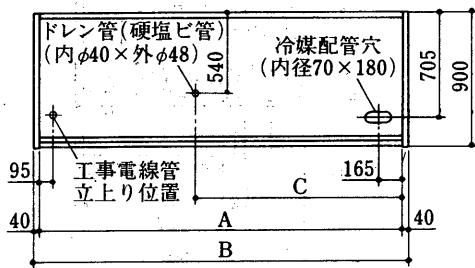 ドレン管(硬塩ビ管)
(内φ40×外φ48)
540
冷媒配管穴
(内径70×180)
705
900
95
工事電線管
立上り位置
165
C
40
A
40
B